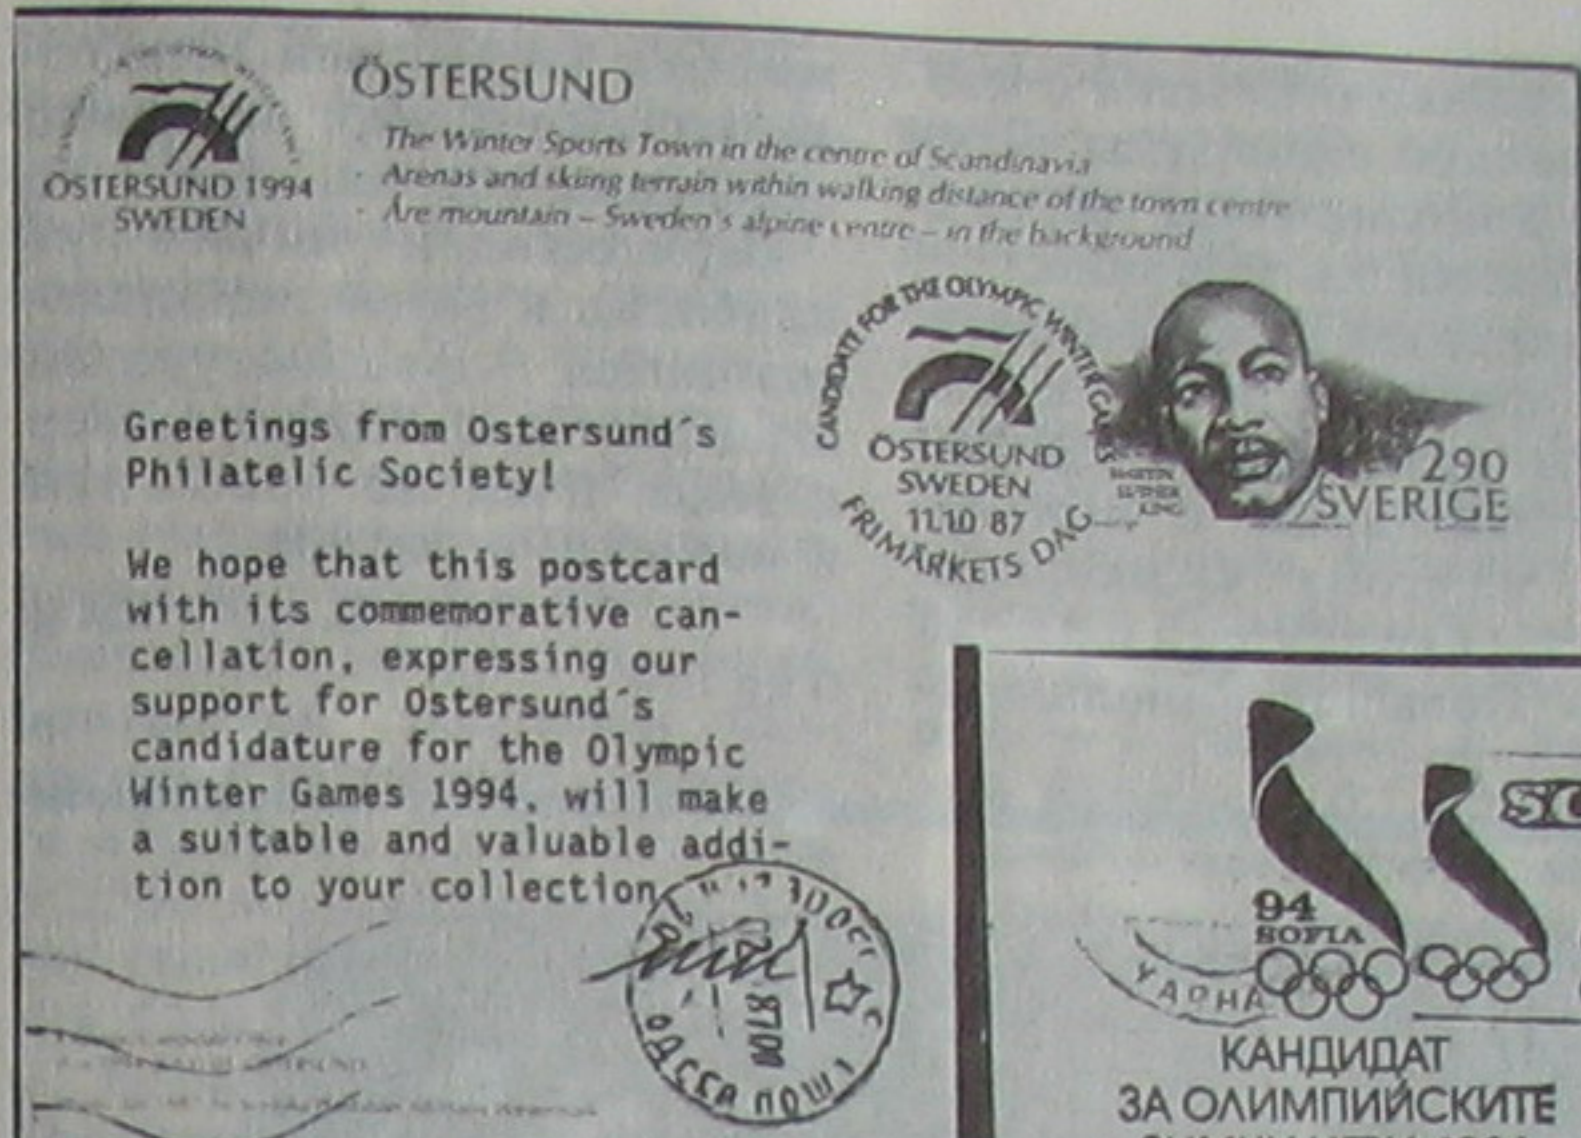 ÖSTERSUND 1994
SWEDEN
ÖSTERSUND
· The Winter Sports Town in the centre of Scandinavia
· Arenas and skiing terrain within walking distance of the town centre
· Åre mountain – Sweden's alpine centre – in the background
CANDIDATE FOR THE OLYMPIC WINTER GAMES
ÖSTERSUND
SWEDEN
11.10 87
FRIMÄRKETS DAG
MARTIN
LUTHER
KING
290
SVERIGE
Greetings from Ostersund´s
Philatelic Society!
We hope that this postcard
with its commemorative can-
cellation, expressing our
support for Ostersund´s
candidature for the Olympic
Winter Games 1994, will make
a suitable and valuable addi-
tion to your collection
94
SOFIA
КАНДИДАТ
ЗА ОЛИМПИЙСКИТЕ